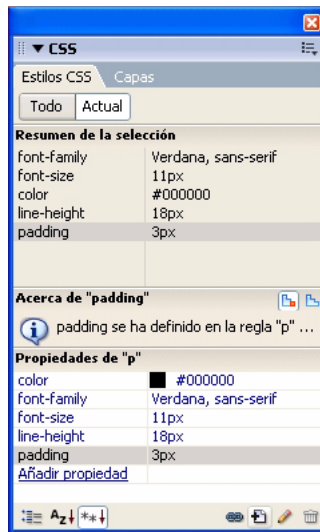 CSS
Estilos CSS Capas
Todo Actual
Resumen de la selección
font-family Verdana, sans-serif
font-size 11px
color #000000
line-height 18px
padding 3px
Acerca de "padding"
padding se ha definido en la regla "p" ...
Propiedades de "p"
color #000000
font-family Verdana, sans-serif
font-size 11px
line-height 18px
padding 3px
Añadir propiedad
AZ↓ **↓